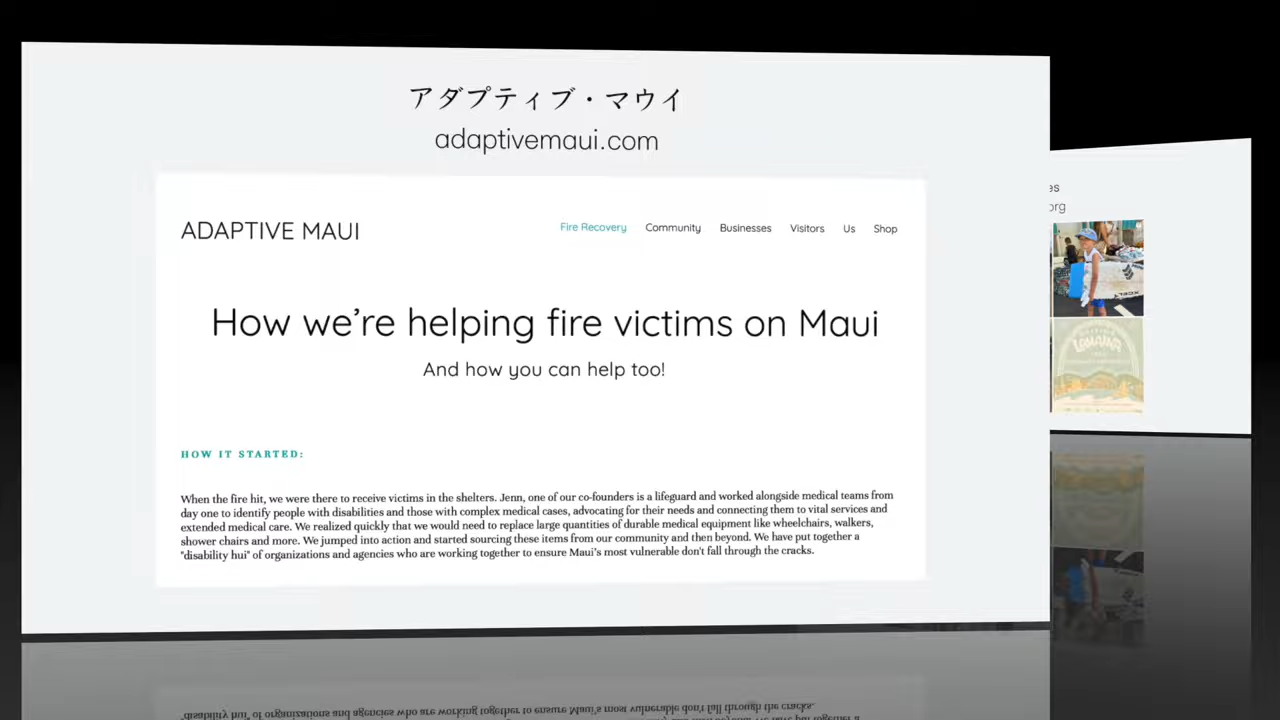 アダプティブ・マウイ
adaptivemaui.com
ADAPTIVE MAUI
Fire Recovery Community Businesses Visitors Us Shop
How we're helping fire victims on Maui
And how you can help too!
HOW IT STARTED:
When the fire hit, we were there to receive victims in the shelters. Jenn, one of our co-founders is a lifeguard and worked alongside medical teams from
day one to identify people with disabilities and those with complex medical cases, advocating for their needs and connecting them to vital services and
extended medical care. We realized quickly that we would need to replace large quantities of durable medical equipment like wheelchairs, walkers,
shower chairs and more. We jumped into action and started sourcing these items from our community and then beyond. We have put together a
"disability hui" of organizations and agencies who are working together to ensure Maui's most vulnerable don't fall through the cracks.
es
org
XCEL
LAHAINA